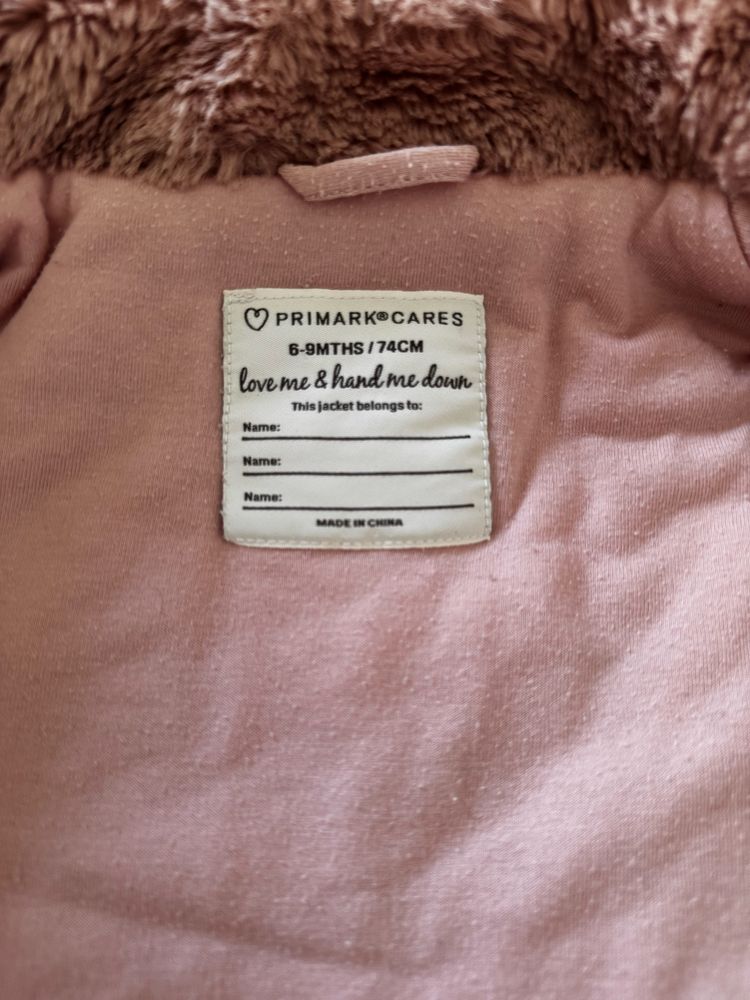 PRIMARK®CARES
6-9MTHS / 74CM
love me & hand me down
This jacket belongs to:
Name:
Name:
Name:
MADE IN CHINA